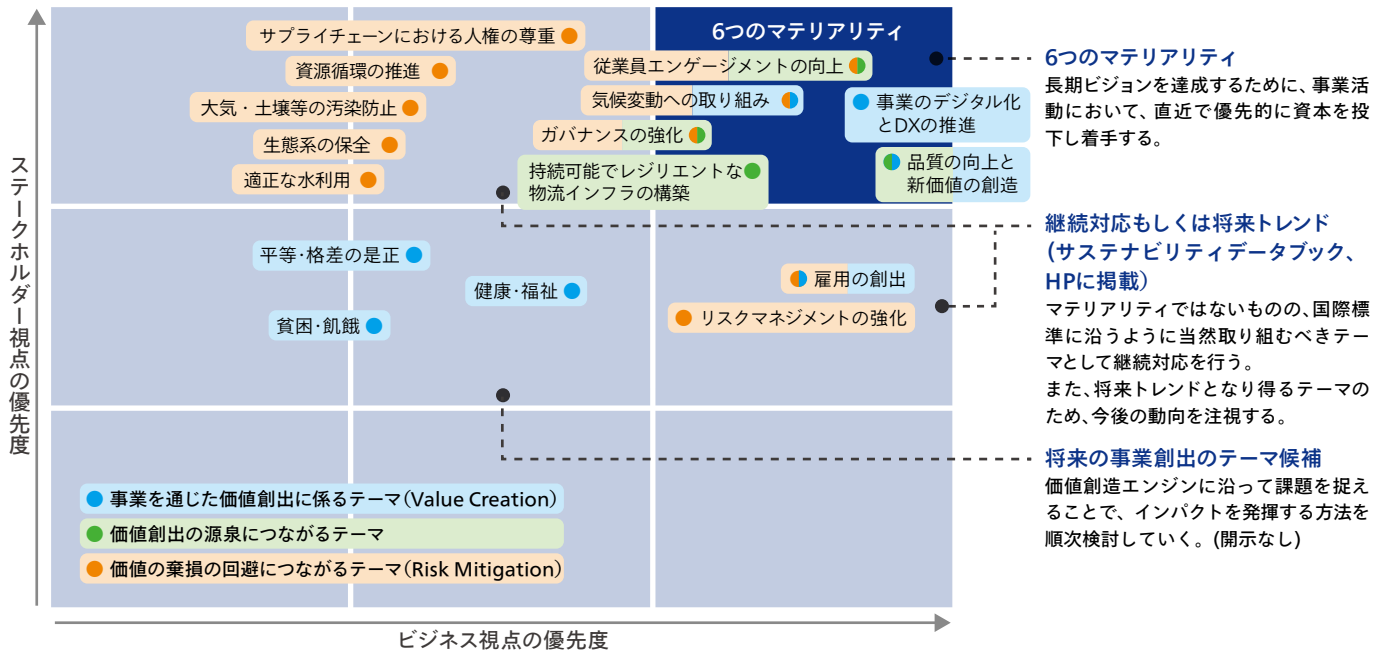 6つのマテリアリティ
サプライチェーンにおける人権の尊重
従業員エンゲージメントの向上
資源循環の推進
気候変動への取り組み
大気・土壌等の汚染防止
事業のデジタル化
とDXの推進
ガバナンスの強化
生態系の保全
持続可能でレジリエントな
物流インフラの構築
品質の向上と
新価値の創造
適正な水利用
平等・格差の是正
健康・福祉
雇用の創出
貧困・飢餓
リスクマネジメントの強化
事業を通じた価値創出に係るテーマ(Value Creation)
価値創出の源泉につながるテーマ
価値の棄損の回避につながるテーマ(Risk Mitigation)
ステークホルダー視点の優先度
ビジネス視点の優先度
6つのマテリアリティ
長期ビジョンを達成するために、事業活
動において、直近で優先的に資本を投
下し着手する。
継続対応もしくは将来トレンド
(サステナビリティデータブック、
HPに掲載)
マテリアリティではないものの、国際標
準に沿うように当然取り組むべきテー
マとして継続対応を行う。
また、将来トレンドとなり得るテーマの
ため、今後の動向を注視する。
将来の事業創出のテーマ候補
価値創造エンジンに沿って課題を捉え
ることで、インパクトを発揮する方法を
順次検討していく。(開示なし)